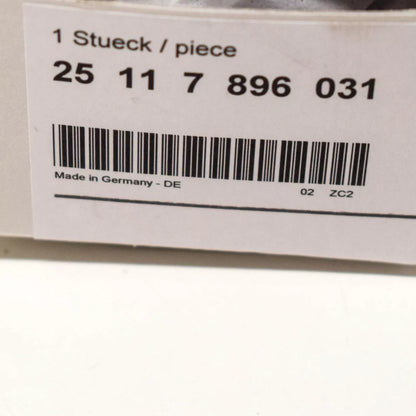 1 Stueck / piece
25 11 7 896 031
Made in Germany - DE 02 ZC2